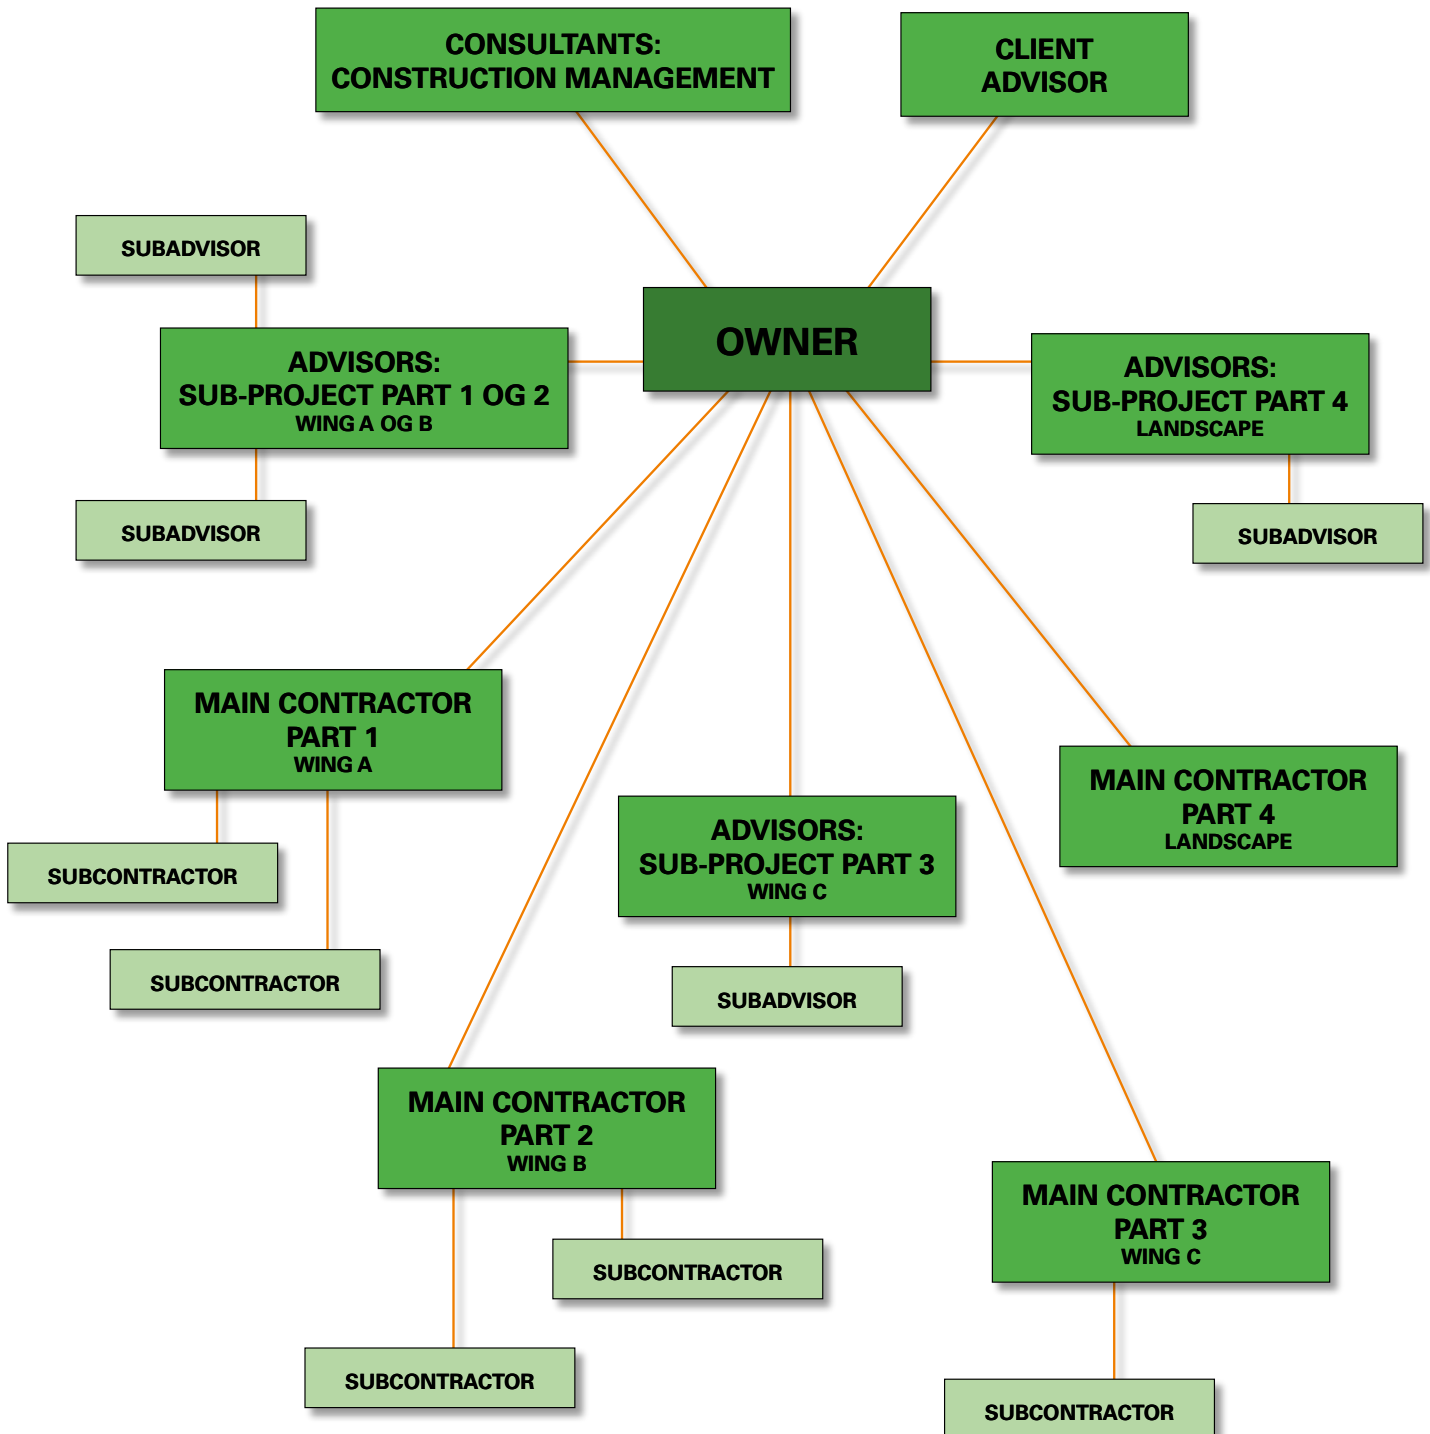 CONSULTANTS:
CONSTRUCTION MANAGEMENT
CLIENT
ADVISOR
SUBADVISOR
OWNER
ADVISORS:
SUB-PROJECT PART 1 OG 2
WING A OG B
ADVISORS:
SUB-PROJECT PART 4
LANDSCAPE
SUBADVISOR
SUBADVISOR
MAIN CONTRACTOR
PART 1
WING A
MAIN CONTRACTOR
PART 4
LANDSCAPE
ADVISORS:
SUB-PROJECT PART 3
WING C
SUBCONTRACTOR
SUBCONTRACTOR
SUBADVISOR
MAIN CONTRACTOR
PART 2
WING B
MAIN CONTRACTOR
PART 3
WING C
SUBCONTRACTOR
SUBCONTRACTOR
SUBCONTRACTOR